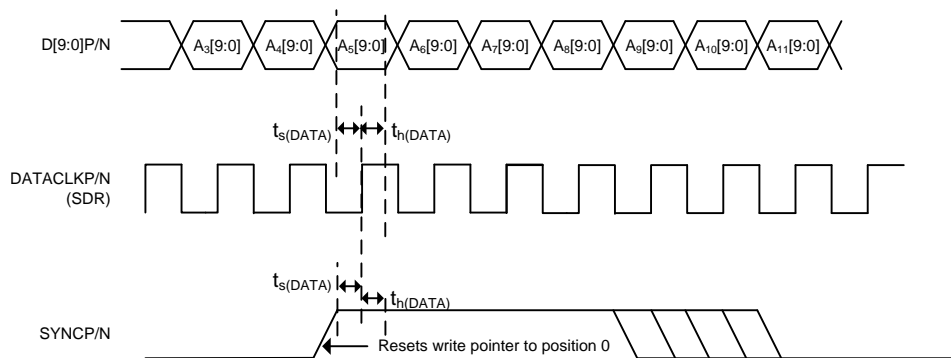 D[9:0]P/N
A3[9:0] A4[9:0] A5[9:0] A6[9:0] A7[9:0] A8[9:0] A9[9:0] A10[9:0] A11[9:0]
ts(DATA) th(DATA)
DATACLKP/N
(SDR)
ts(DATA) th(DATA)
SYNCP/N
Resets write pointer to position 0